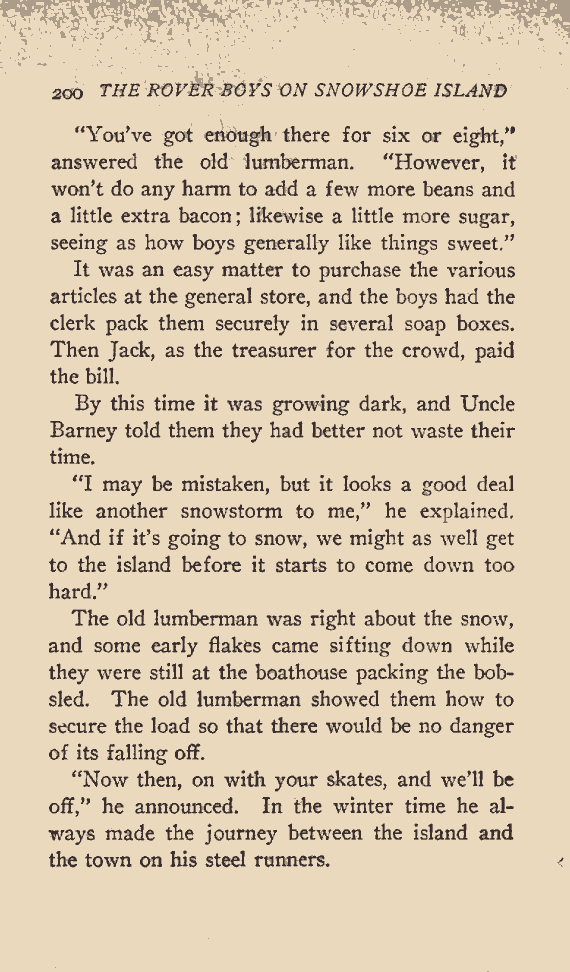 200 THE ROVER BOYS ON SNOWSHOE ISLAND
“You’ve got enough there for six or eight,”
answered the old lumberman. “However, it
won’t do any harm to add a few more beans and
a little extra bacon; likewise a little more sugar,
seeing as how boys generally like things sweet.”
It was an easy matter to purchase the various
articles at the general store, and the boys had the
clerk pack them securely in several soap boxes.
Then Jack, as the treasurer for the crowd, paid
the bill.
By this time it was growing dark, and Uncle
Barney told them they had better not waste their
time.
“I may be mistaken, but it looks a good deal
like another snowstorm to me,” he explained.
“And if it’s going to snow, we might as well get
to the island before it starts to come down too
hard.”
The old lumberman was right about the snow,
and some early flakes came sifting down while
they were still at the boathouse packing the bob-
sled. The old lumberman showed them how to
secure the load so that there would be no danger
of its falling off.
“Now then, on with your skates, and we’ll be
off,” he announced. In the winter time he al-
ways made the journey between the island and
the town on his steel runners.